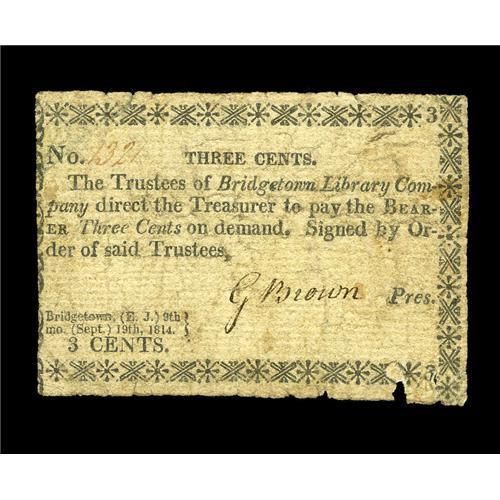 3
No. 132 THREE CENTS.
The Trustees of Bridgetown Library Com-
pany direct the Treasurer to pay the BEAR-
ER Three Cents on demand. Signed by Or-
der of said Trustees,
G Brown Pres.
Bridgetown, (E. J.) 9th
mo. (Sept.) 19th, 1814.
3 CENTS.
3